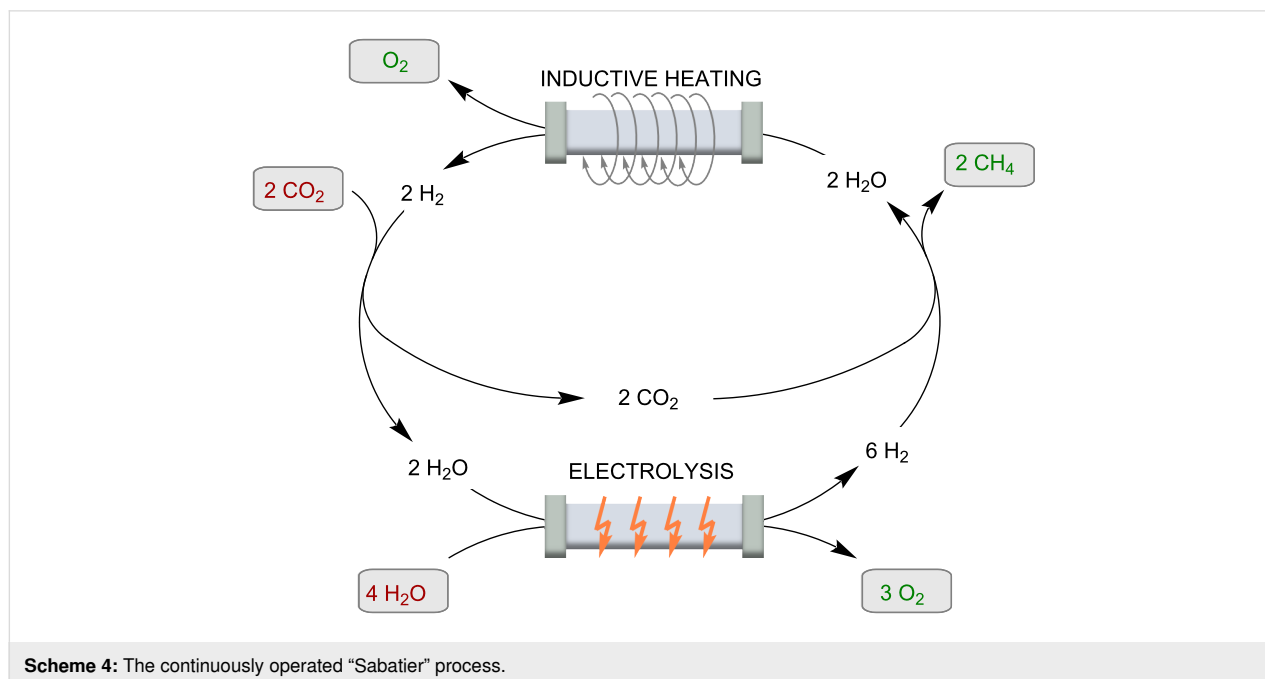 O₂
INDUCTIVE HEATING
2 CH₄
2 CO₂
2 H₂
2 H₂O
2 CO₂
6 H₂
2 H₂O
ELECTROLYSIS
4 H₂O
3 O₂
Scheme 4: The continuously operated “Sabatier” process.